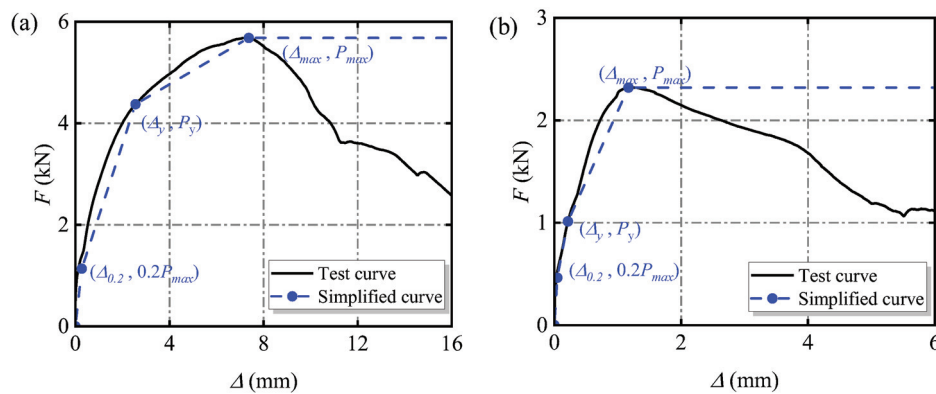 (a)
6
4
2
0
F (kN)
(Δmax , Pmax)
(Δy , Py)
(Δ0.2 , 0.2Pmax)
Test curve
Simplified curve
0
4
8
12
16
Δ (mm)
(b)
3
2
1
0
F (kN)
(Δmax , Pmax)
(Δy , Py)
(Δ0.2 , 0.2Pmax)
Test curve
Simplified curve
0
2
4
6
Δ (mm)